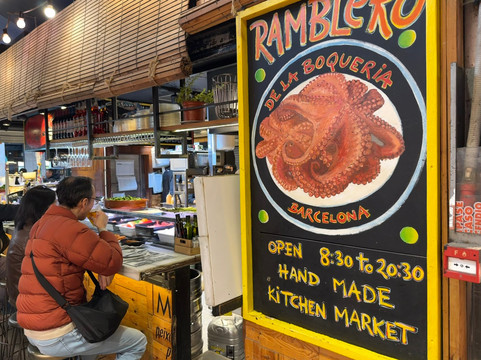 RAMBLERO
DE LA BOQUERIA
BARCELONA
OPEN 8:30 to 20:30
HAND MADE
KITCHEN MARKET